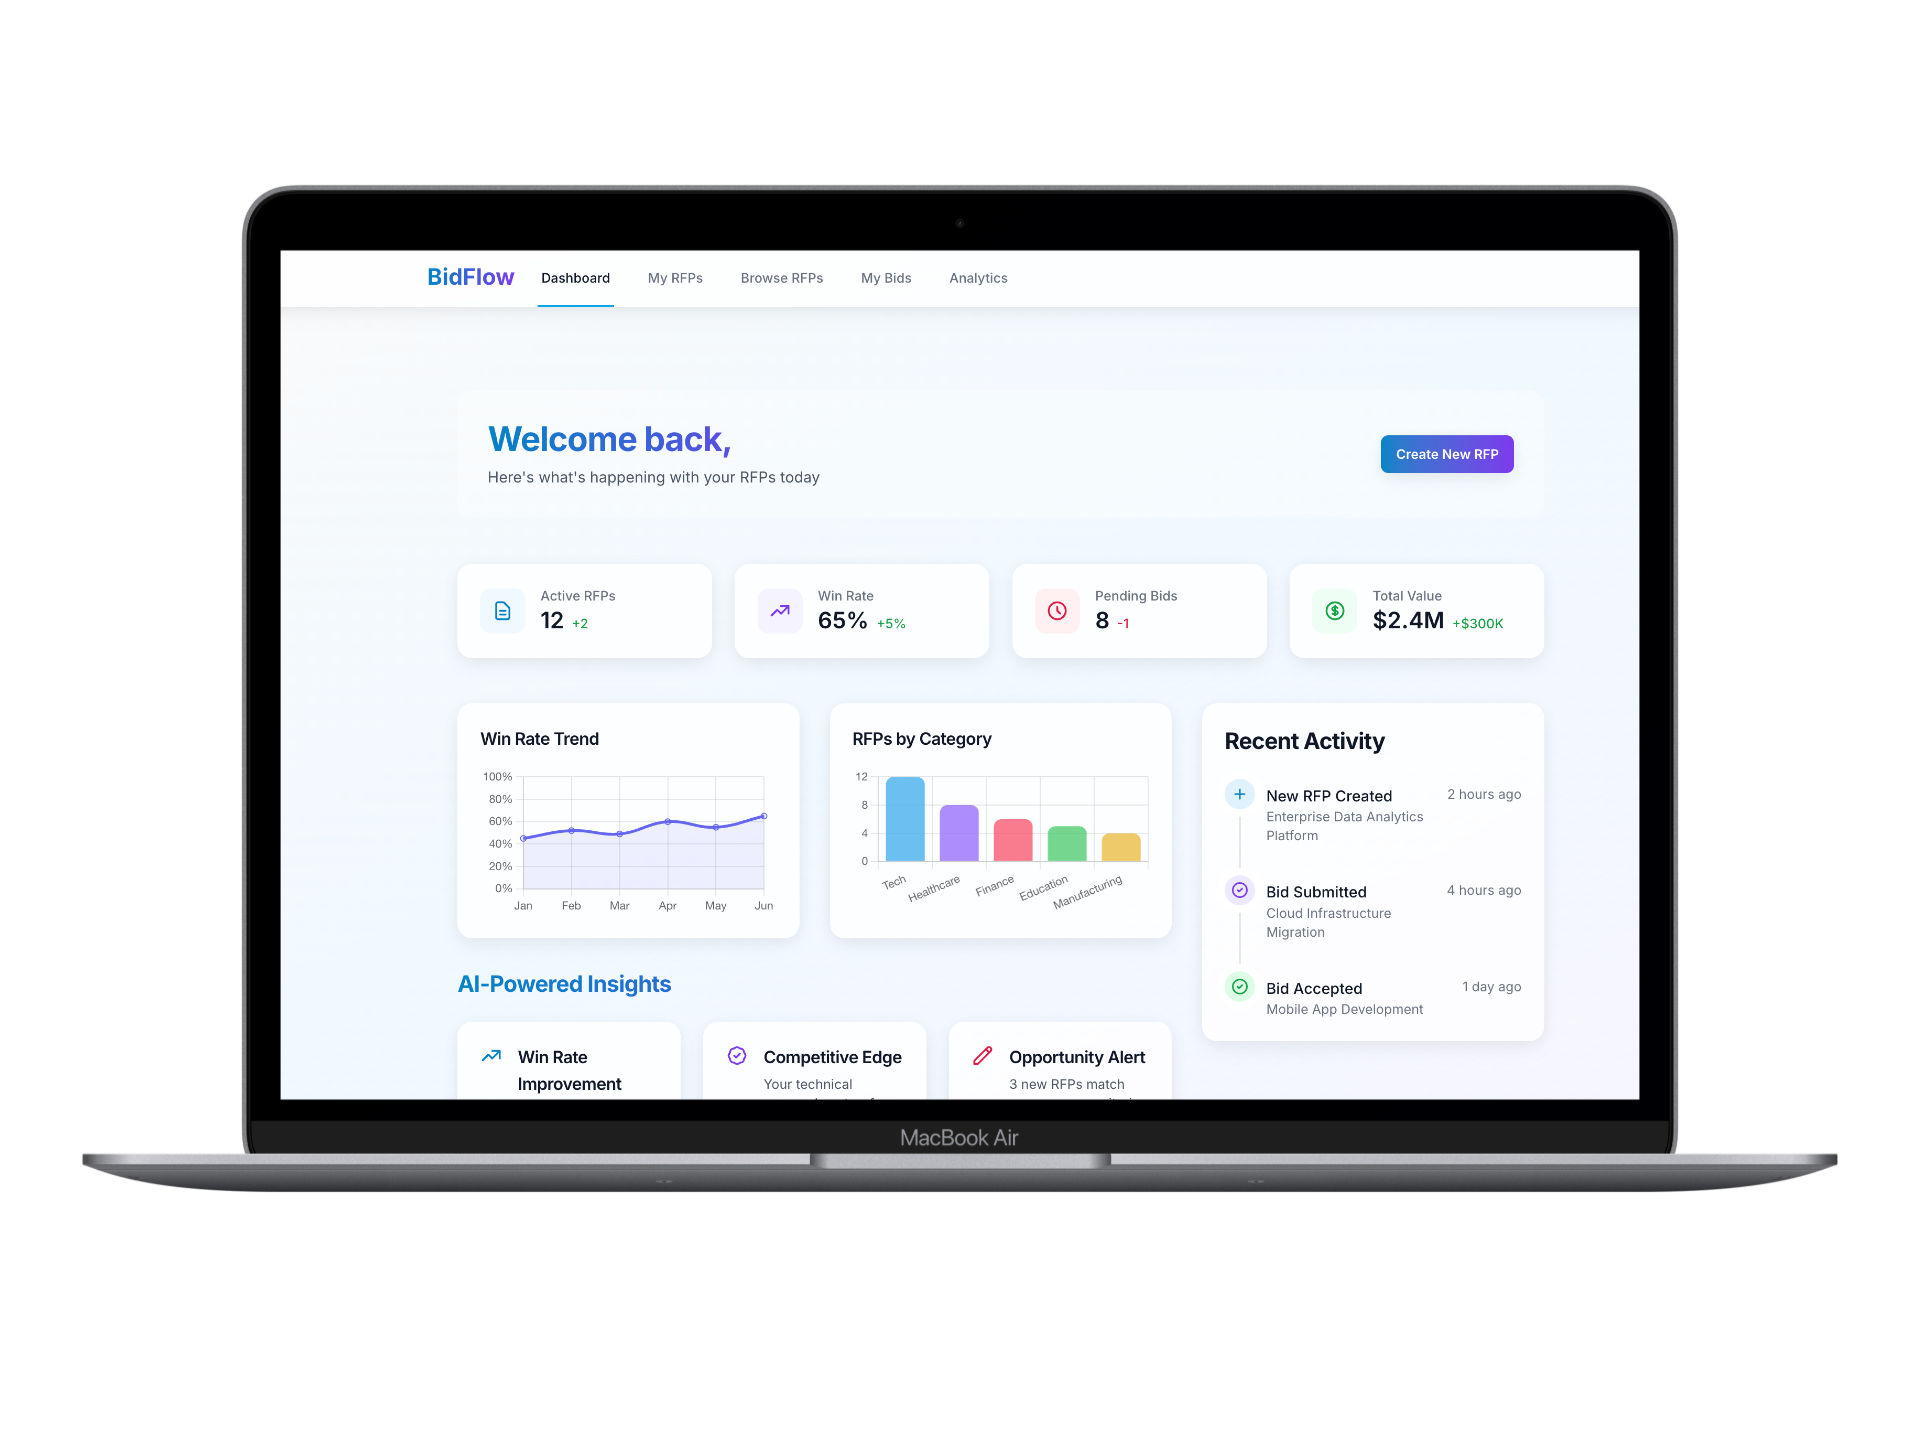 BidFlow Dashboard My RFPs Browse RFPs My Bids Analytics
Welcome back,
Here's what's happening with your RFPs today
Create New RFP
Active RFPs
12 +2
Win Rate
65% +5%
Pending Bids
8 -1
Total Value
$2.4M +$300K
Win Rate Trend
100%
80%
60%
40%
20%
0%
Jan Feb Mar Apr May Jun
RFPs by Category
12
8
4
0
Tech Healthcare Finance Education Manufacturing
Recent Activity
New RFP Created 2 hours ago
Enterprise Data Analytics
Platform
Bid Submitted 4 hours ago
Cloud Infrastructure
Migration
Bid Accepted 1 day ago
Mobile App Development
AI-Powered Insights
Win Rate
Improvement
Competitive Edge
Your technical
Opportunity Alert
3 new RFPs match
MacBook Air